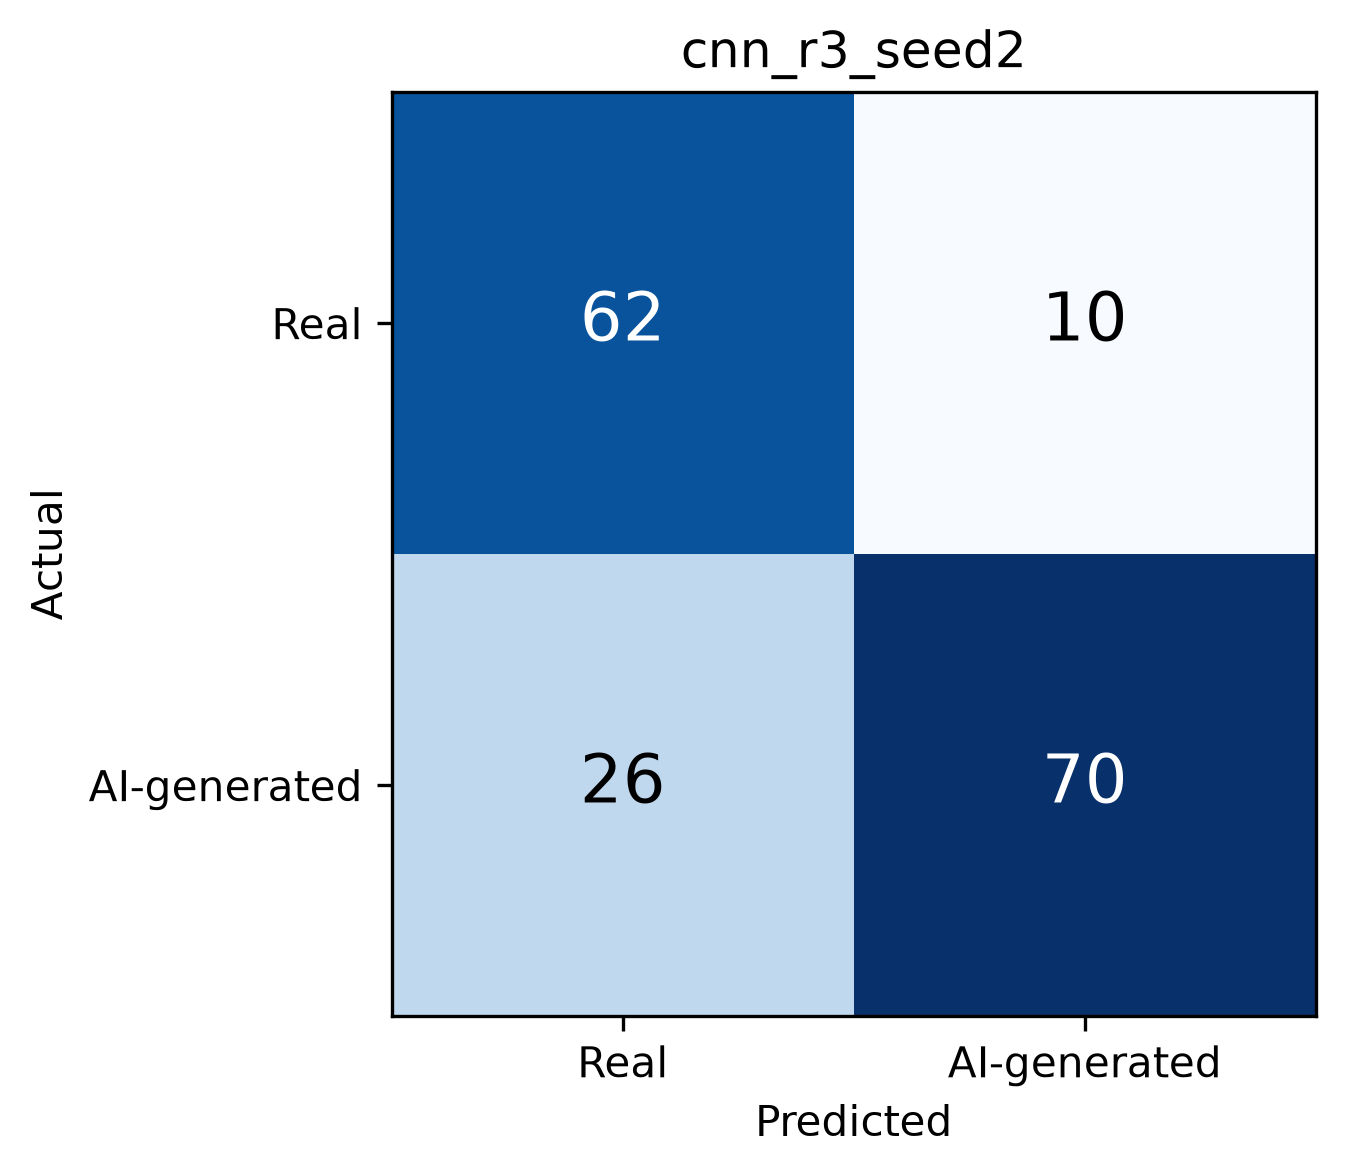 cnn_r3_seed2
Real
62
10
Actual
AI-generated
26
70
Real
AI-generated
Predicted